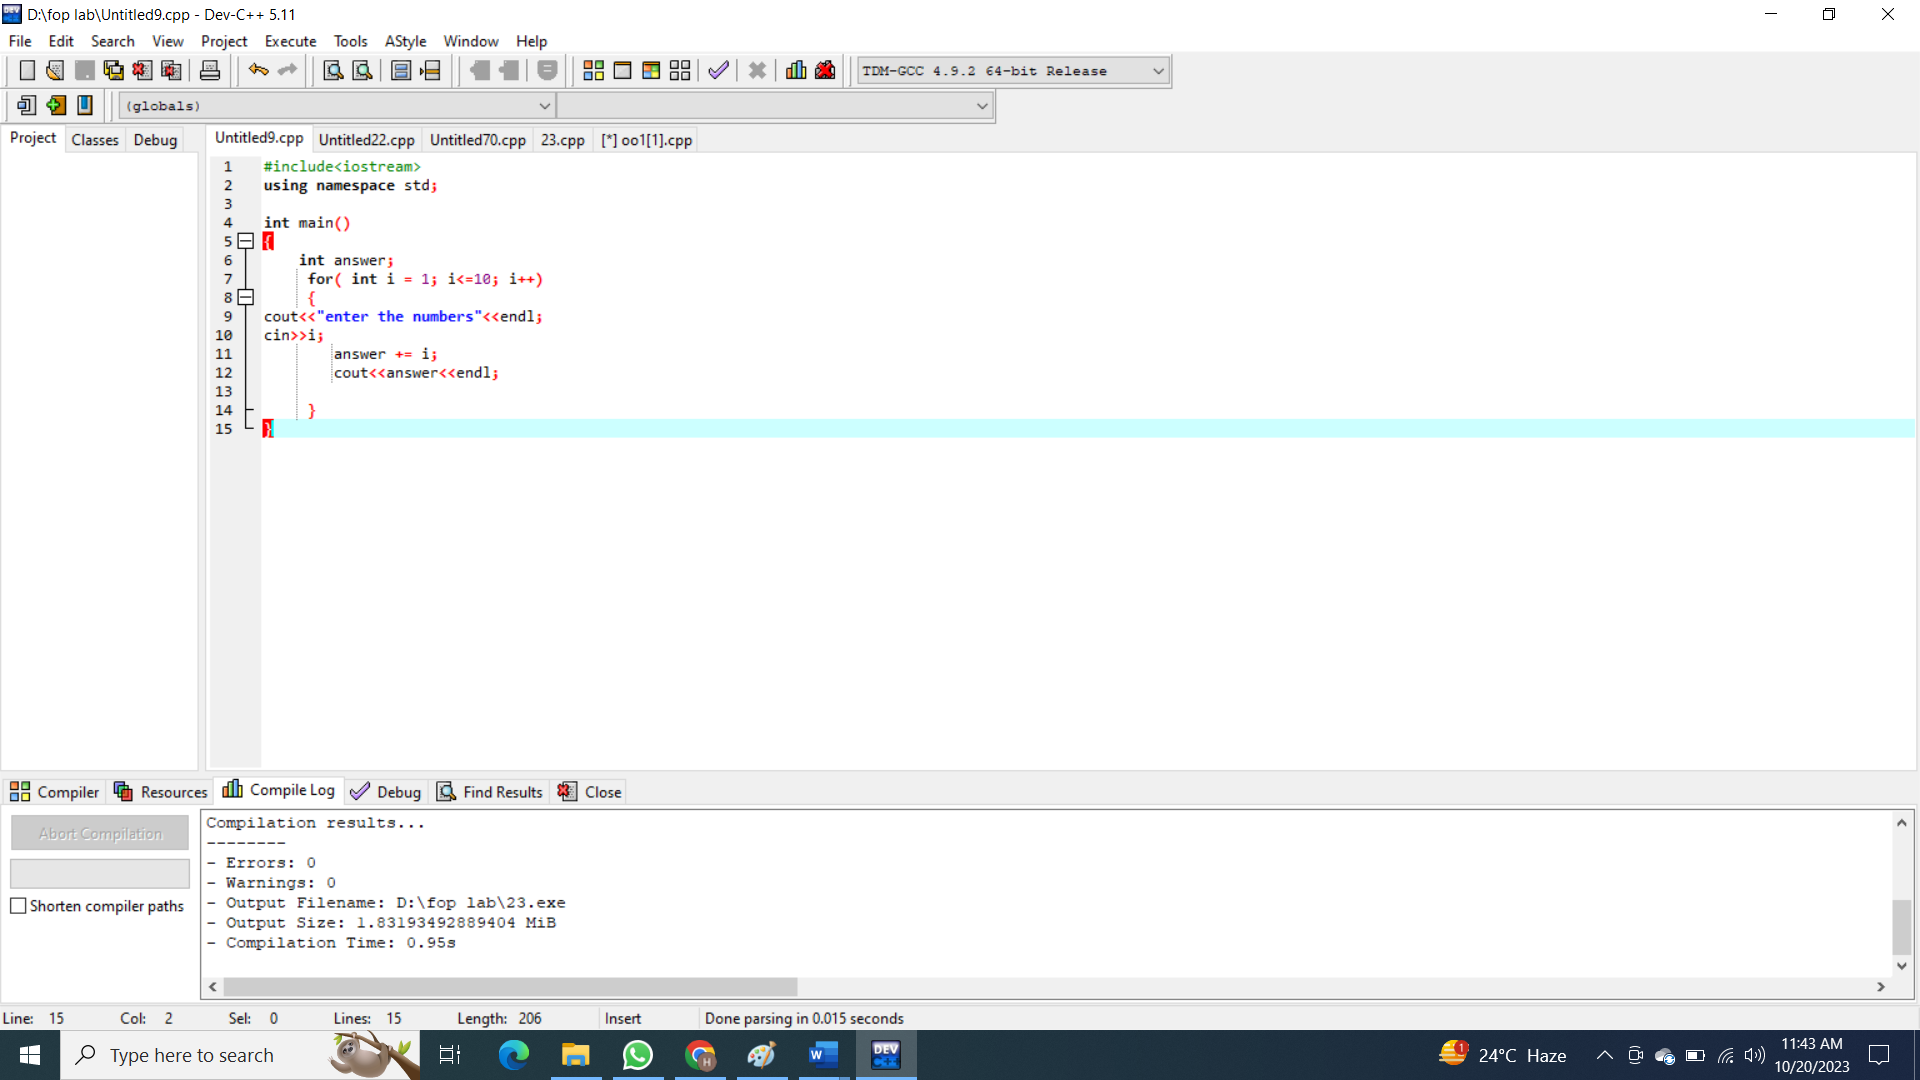 D:\fop lab\Untitled9.cpp - Dev-C++ 5.11
File Edit Search View Project Execute Tools AStyle Window Help
TDM-GCC 4.9.2 64-bit Release
(globals)
Project Classes Debug Untitled9.cpp Untitled22.cpp Untitled70.cpp 23.cpp [*] oo1[1].cpp
1 #include<iostream>
2 using namespace std;
3
4 int main()
5 {
6 int answer;
7 for( int i = 1; i<=10; i++)
8 {
9 cout<<"enter the numbers"<<endl;
10 cin>>i;
11 answer += i;
12 cout<<answer<<endl;
13
14 }
15 }
Compiler Resources Compile Log Debug Find Results Close
Abort Compilation
Shorten compiler paths
Compilation results...
--------
- Errors: 0
- Warnings: 0
- Output Filename: D:\fop lab\23.exe
- Output Size: 1.83193492889404 MiB
- Compilation Time: 0.95s
Line: 15 Col: 2 Sel: 0 Lines: 15 Length: 206 Insert Done parsing in 0.015 seconds
Type here to search
H
W
DEV
1
24°C Haze
11:43 AM
10/20/2023